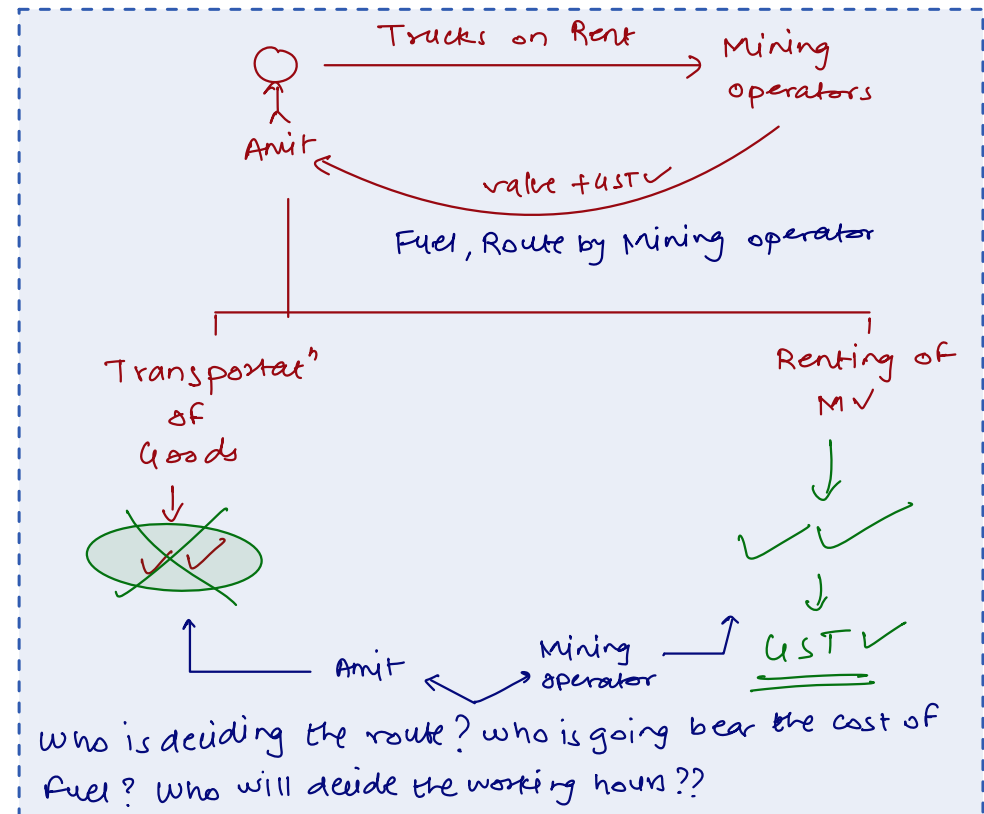 Trucks on Rent
Mining
operators
Amit
value + GST ✓
Fuel, Route by Mining operator
Transportatⁿ
of
Goods
Renting of
MV
GST ✓
Amit
Mining
operator
Who is deciding the route? who is going bear the cost of
Fuel? Who will decide the working hours??